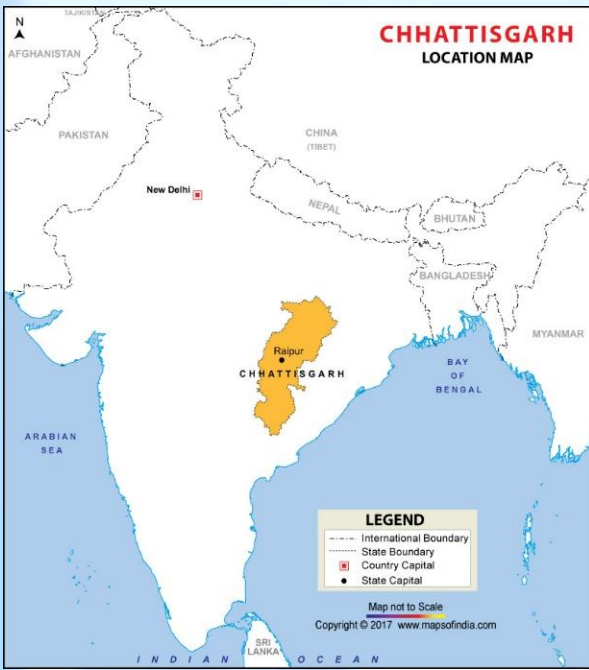 CHHATTISGARH
LOCATION MAP
N
TAJIKISTAN
AFGHANISTAN
PAKISTAN
CHINA
(TIBET)
New Delhi
NEPAL
BHUTAN
BANGLADESH
MYANMAR
Raipur
CHHATTISGARH
BAY
OF
BENGAL
ARABIAN
SEA
LEGEND
International Boundary
State Boundary
Country Capital
State Capital
Map not to Scale
Copyright © 2017 www.mapsofindia.com
SRI
LANKA
INDIAN OCEAN